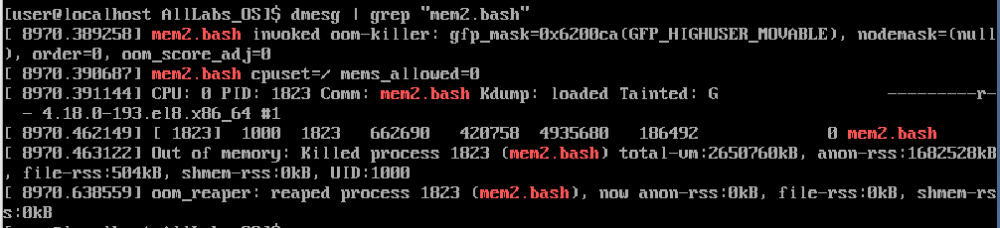 [user@localhost AllLabs_OS]$ dmesg | grep "mem2.bash"
[ 8970.389258] mem2.bash invoked oom-killer: gfp_mask=0x6200ca(GFP_HIGHUSER_MOVABLE), nodemask=(null
), order=0, oom_score_adj=0
[ 8970.390687] mem2.bash cpuset=/ mems_allowed=0
[ 8970.391144] CPU: 0 PID: 1823 Comm: mem2.bash Kdump: loaded Tainted: G                  ---------r-
- 4.18.0-193.el8.x86_64 #1
[ 8970.462149] [ 1823]  1000  1823   662690   420758  4935680   186492             0 mem2.bash
[ 8970.463122] Out of memory: Killed process 1823 (mem2.bash) total-vm:2650760kB, anon-rss:1682528kB
, file-rss:504kB, shmem-rss:0kB, UID:1000
[ 8970.638559] oom_reaper: reaped process 1823 (mem2.bash), now anon-rss:0kB, file-rss:0kB, shmem-rs
s:0kB
[user@localhost AllLabs_OS]$